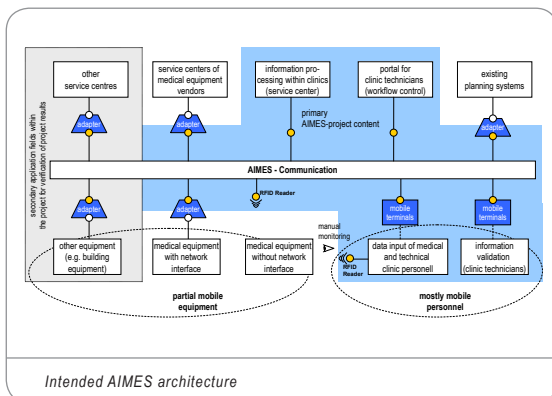 other
service centres
service centers of
medical equipment
vendors
information pro-
cessing within clinics
(service center)
portal for
clinic technicians
(workflow control)
existing
planning systems
adapter
adapter
adapter
primary
AIMES-project content
secondary application fields within
the project for verification of project results
AIMES - Communication
RFID Reader
adapter
adapter
mobile
terminals
mobile
terminals
other equipment
(e.g. building
equipment)
medical equipment
with network
interface
medical equipment
without network
interface
manual
monitoring
RFID
Reader
data input of medical
and technical
clinic personell
information
validation
(clinic technicians)
partial mobile
equipment
mostly mobile
personnel
Intended AIMES architecture